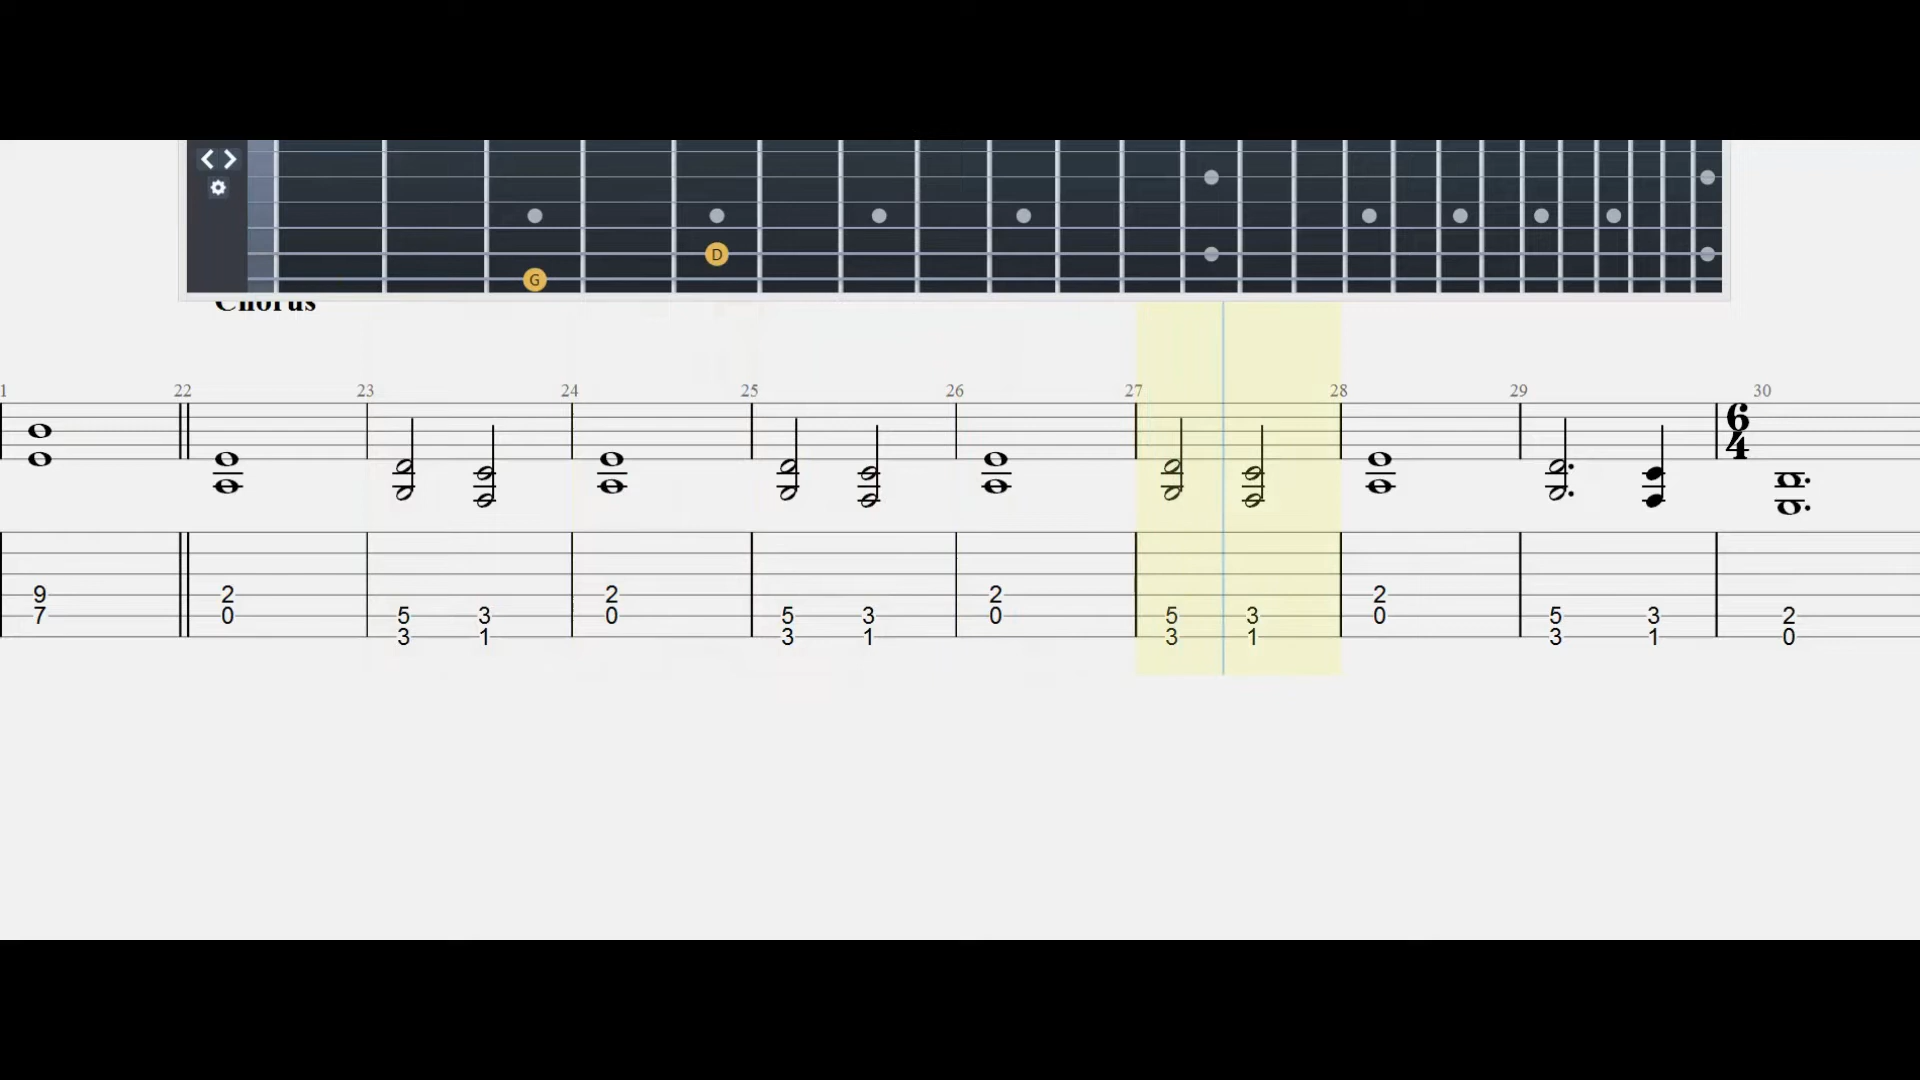 D
G
Chorus
1 22 23 24 25 26 27 28 29 30
6
4
9 2 2 2 2
7 0 5 3 0 5 3 0 5 3 0 5 3 2
3 1 3 1 3 1 3 1 0